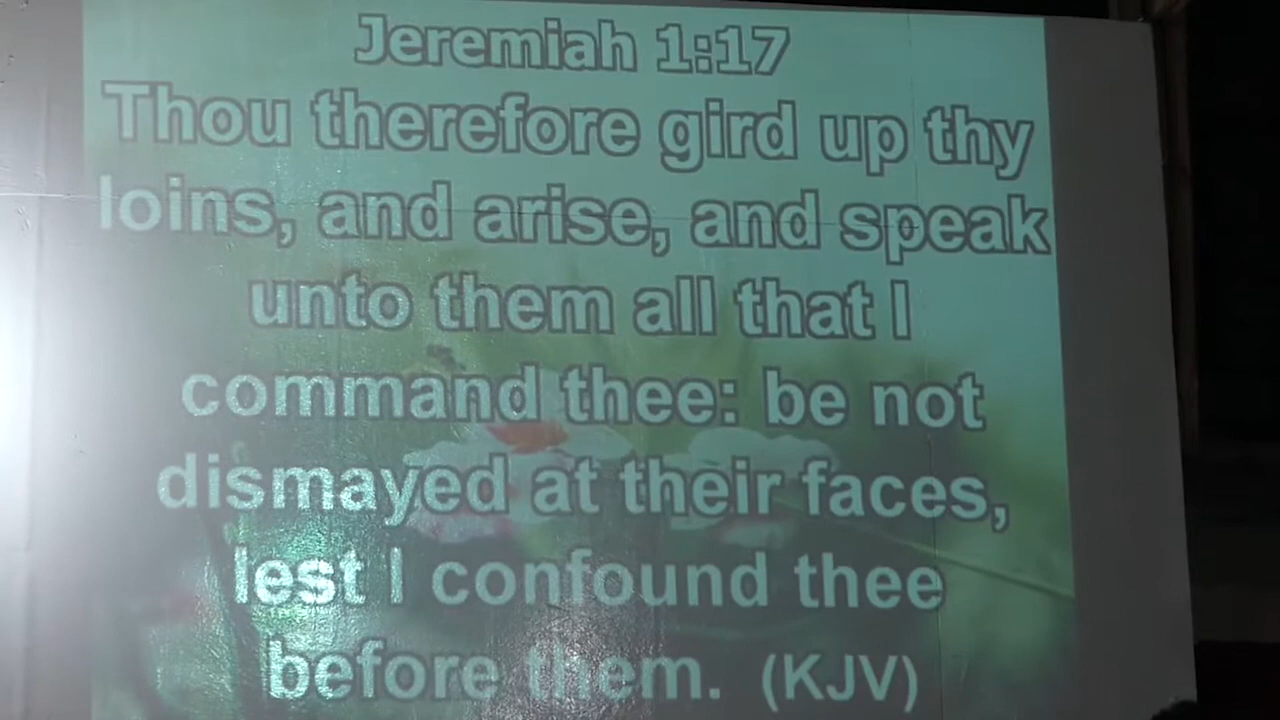 Jeremiah 1:17
Thou therefore gird up thy
loins, and arise, and speak
unto them all that I
command thee: be not
dismayed at their faces,
lest I confound thee
before them. (KJV)